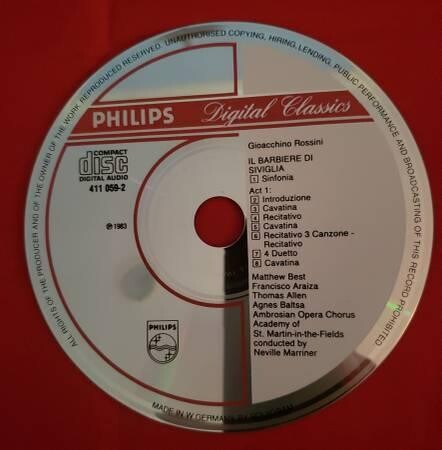 ALL RIGHTS OF THE PRODUCER AND OF THE OWNER OF THE WORK REPRODUCED RESERVED. UNAUTHORISED COPYING, HIRING, LENDING, PUBLIC PERFORMANCE AND BROADCASTING OF THIS RECORD PROHIBITED
PHILIPS
Digital Classics
COMPACT
disc
DIGITAL AUDIO
411 059-2
℗ 1983
Gioacchino Rossini
IL BARBIERE DI
SIVIGLIA
1 Sinfonia
Act 1:
2 Introduzione
3 Cavatina
4 Recitativo
5 Cavatina
6 Recitativo 3 Canzone -
Recitativo
7 4 Duetto
8 Cavatina
Matthew Best
Francisco Araiza
Thomas Allen
Agnes Baltsa
Ambrosian Opera Chorus
Academy of
St. Martin-in-the-Fields
conducted by
Neville Marriner
PHILIPS
MADE IN W. GERMANY BY POLYGRAM